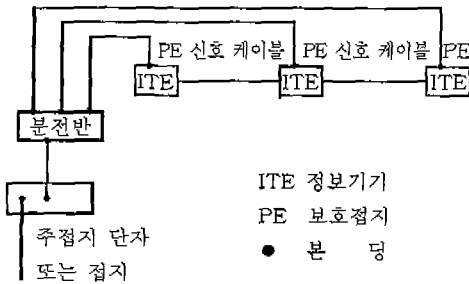 PE 신호 케이블 PE 신호 케이블 PE
ITE ITE ITE
분전반
주접지 단자
또는 접지
ITE 정보기기
PE 보호접지
● 본 딩